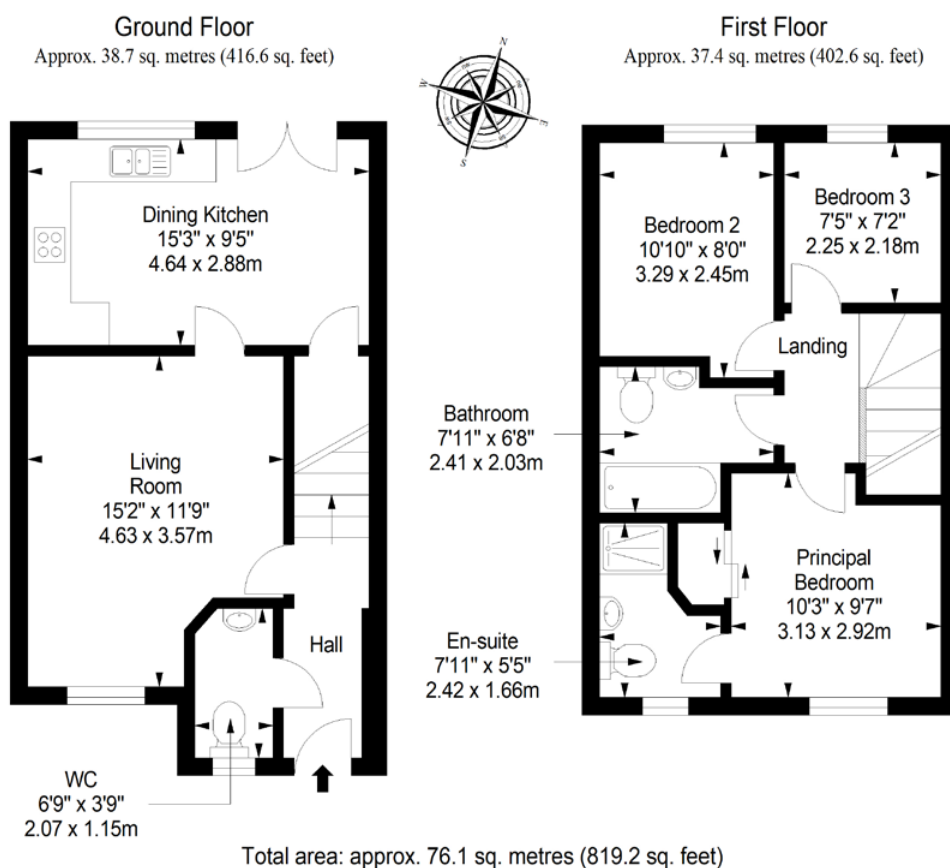 Ground Floor
Approx. 38.7 sq. metres (416.6 sq. feet)
First Floor
Approx. 37.4 sq. metres (402.6 sq. feet)
N
W
E
S
Dining Kitchen
15'3" x 9'5"
4.64 x 2.88m
Living
Room
15'2" x 11'9"
4.63 x 3.57m
Hall
WC
6'9" x 3'9"
2.07 x 1.15m
Bedroom 2
10'10" x 8'0"
3.29 x 2.45m
Bedroom 3
7'5" x 7'2"
2.25 x 2.18m
Landing
Bathroom
7'11" x 6'8"
2.41 x 2.03m
Principal
Bedroom
10'3" x 9'7"
3.13 x 2.92m
En-suite
7'11" x 5'5"
2.42 x 1.66m
Total area: approx. 76.1 sq. metres (819.2 sq. feet)